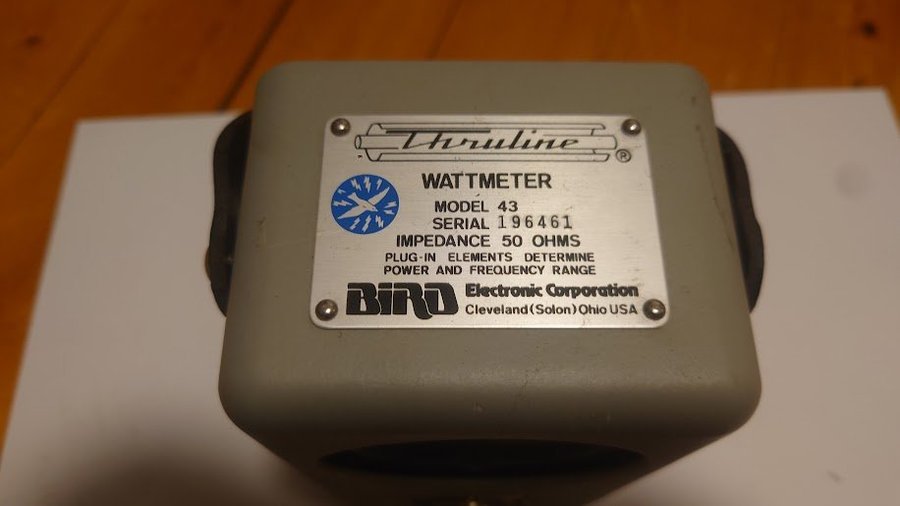 Thruline
®
WATTMETER
MODEL 43
SERIAL 196461
IMPEDANCE 50 OHMS
PLUG-IN ELEMENTS DETERMINE
POWER AND FREQUENCY RANGE
BIRD Electronic Corporation
Cleveland (Solon) Ohio USA